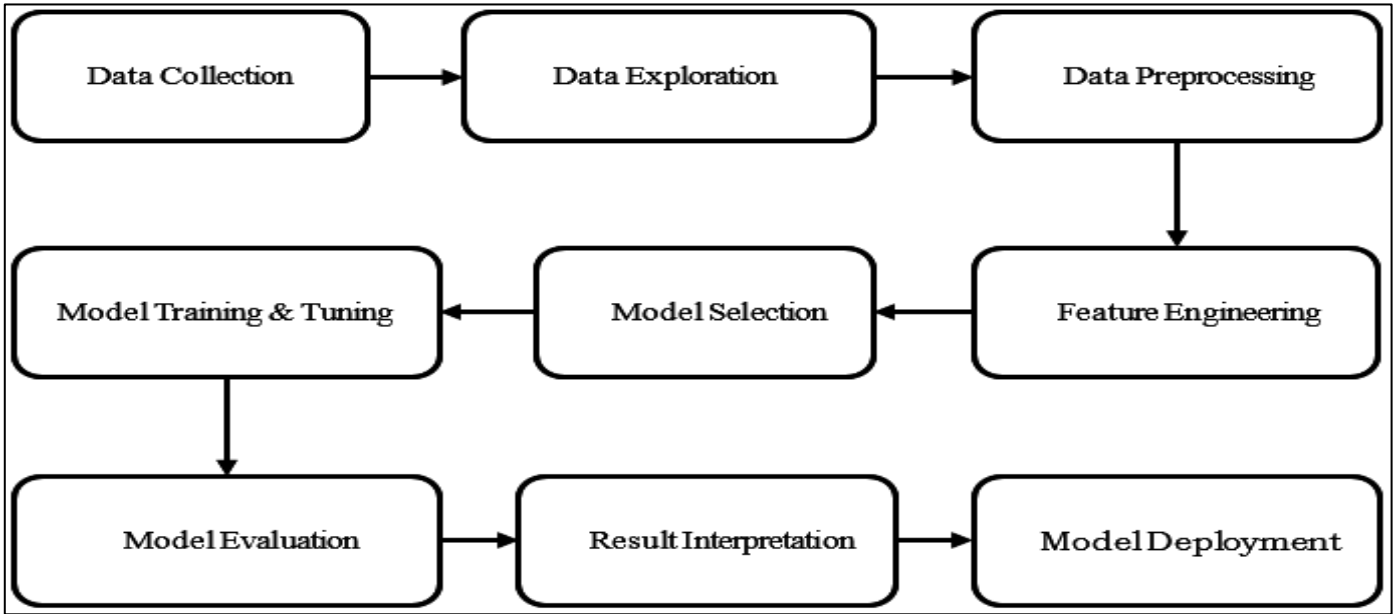 Data Collection
Data Exploration
Data Preprocessing
Feature Engineering
Model Selection
Model Training & Tuning
Model Evaluation
Result Interpretation
Model Deployment